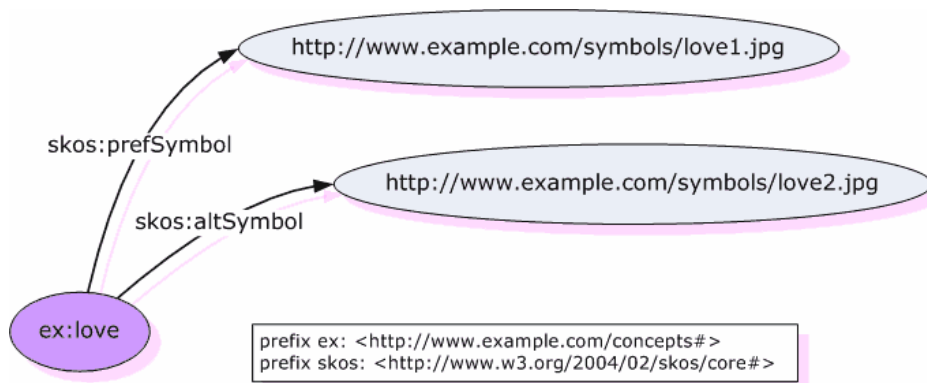 http://www.example.com/symbols/love1.jpg
skos:prefSymbol
http://www.example.com/symbols/love2.jpg
skos:altSymbol
ex:love
prefix ex: <http://www.example.com/concepts#>
prefix skos: <http://www.w3.org/2004/02/skos/core#>